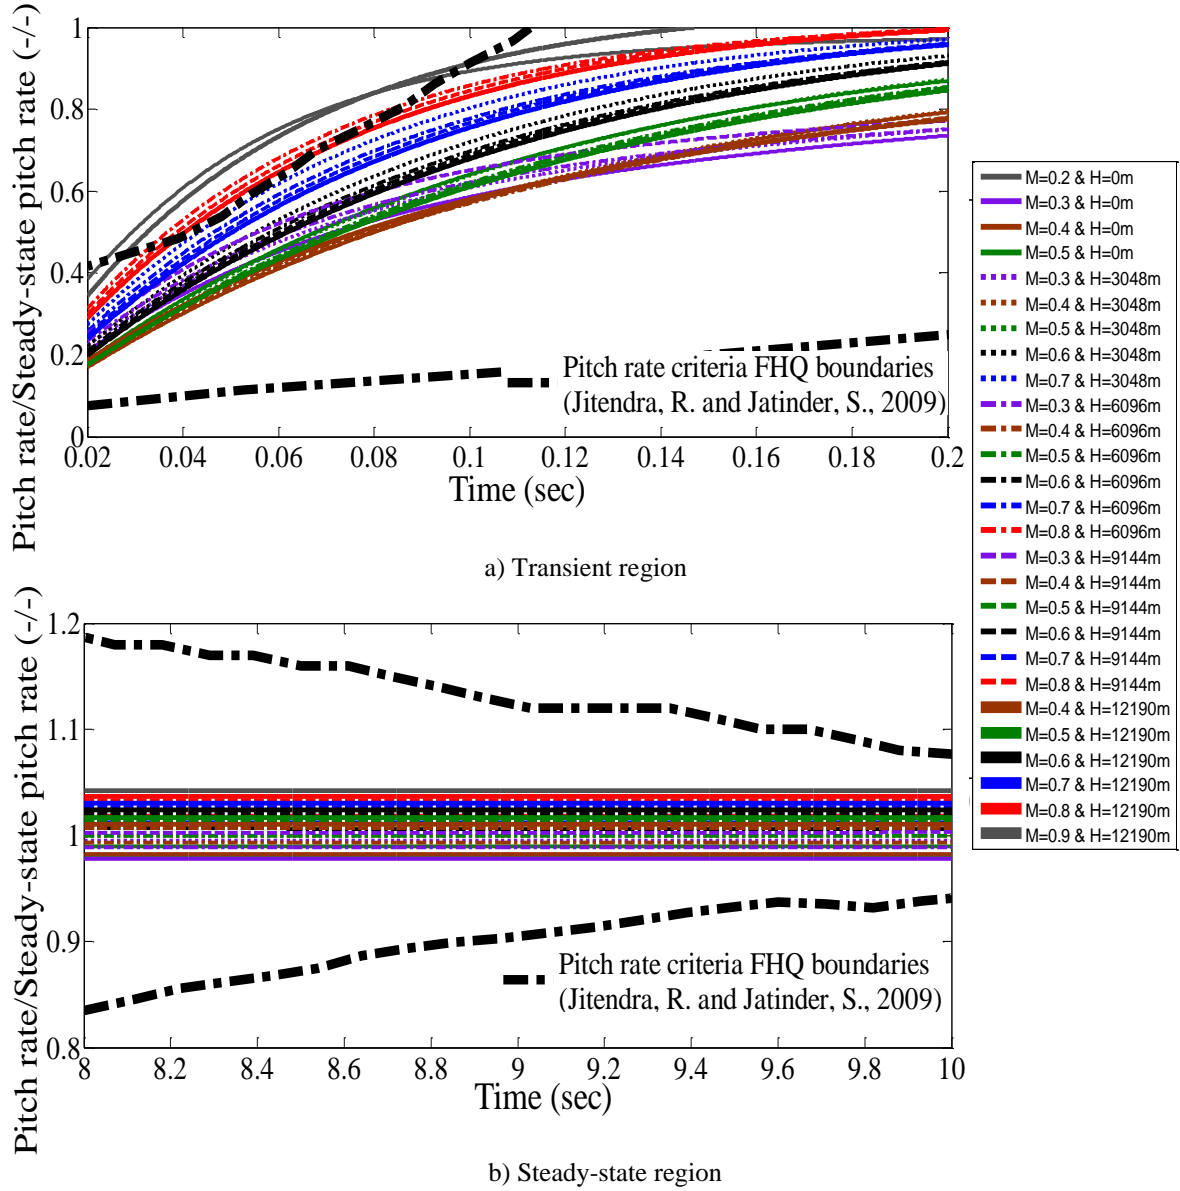 Pitch rate/Steady-state pitch rate (-/-)
1
0.8
0.6
0.4
0.2
0
0.02 0.04 0.06 0.08 0.1 0.12 0.14 0.16 0.18 0.2
Time (sec)
Pitch rate criteria FHQ boundaries
(Jitendra, R. and Jatinder, S., 2009)
a) Transient region
Pitch rate/Steady-state pitch rate (-/-)
1.2
1.1
1
0.9
0.8
8 8.2 8.4 8.6 8.8 9 9.2 9.4 9.6 9.8 10
Time (sec)
Pitch rate criteria FHQ boundaries
(Jitendra, R. and Jatinder, S., 2009)
b) Steady-state region
M=0.2 & H=0m
M=0.3 & H=0m
M=0.4 & H=0m
M=0.5 & H=0m
M=0.3 & H=3048m
M=0.4 & H=3048m
M=0.5 & H=3048m
M=0.6 & H=3048m
M=0.7 & H=3048m
M=0.3 & H=6096m
M=0.4 & H=6096m
M=0.5 & H=6096m
M=0.6 & H=6096m
M=0.7 & H=6096m
M=0.8 & H=6096m
M=0.3 & H=9144m
M=0.4 & H=9144m
M=0.5 & H=9144m
M=0.6 & H=9144m
M=0.7 & H=9144m
M=0.8 & H=9144m
M=0.4 & H=12190m
M=0.5 & H=12190m
M=0.6 & H=12190m
M=0.7 & H=12190m
M=0.8 & H=12190m
M=0.9 & H=12190m